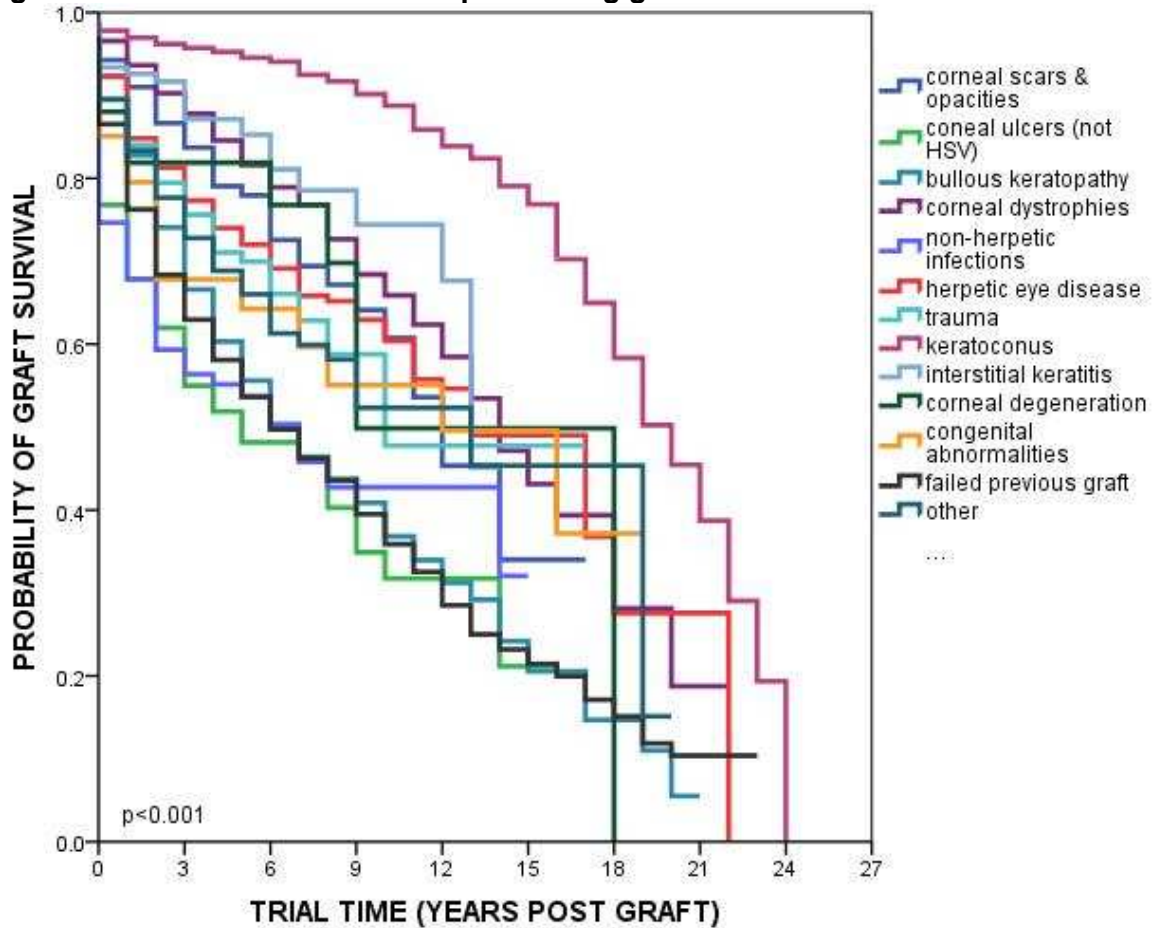 1.0
0.8
0.6
0.4
0.2
0.0
PROBABILITY OF GRAFT SURVIVAL
p<0.001
0 3 6 9 12 15 18 21 24 27
TRIAL TIME (YEARS POST GRAFT)
corneal scars &
opacities
coneal ulcers (not
HSV)
bullous keratopathy
corneal dystrophies
non-herpetic
infections
herpetic eye disease
trauma
keratoconus
interstitial keratitis
corneal degeneration
congenital
abnormalities
failed previous graft
other
...